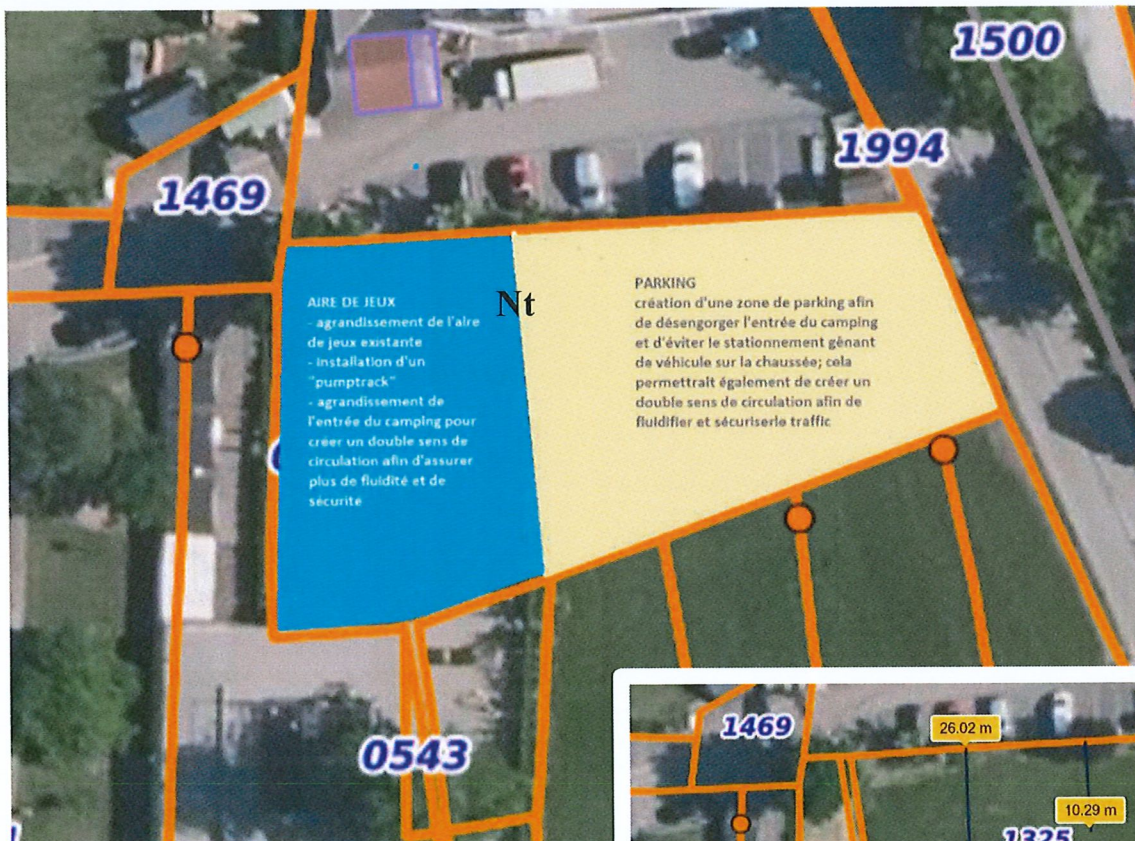 1500
1994
1469
AIRE DE JEUX
- agrandissement de l'aire
de jeux existante
- installation d'un
"pumptrack"
- agrandissement de
l'entrée du camping pour
créer un double sens de
circulation afin d'assurer
plus de fluidité et de
sécurité
Nt
PARKING
création d'une zone de parking afin
de désengorger l'entrée du camping
et d'éviter le stationnement gênant
de véhicule sur la chaussée; cela
permettrait également de créer un
double sens de circulation afin de
fluidifier et sécuriserle traffic
0543
1469
26.02 m
10.29 m
1325